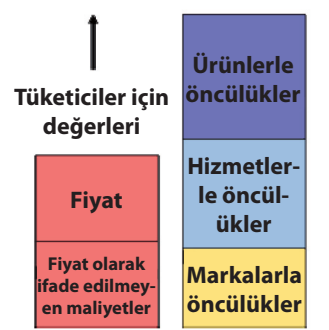 Tüketiciler için
değerleri
Fiyat
Fiyat olarak
ifade edilmey-
en maliyetler
Ürünlerle
öncülükler
Hizmetler-
le öncül-
ükler
Markalarla
öncülükler